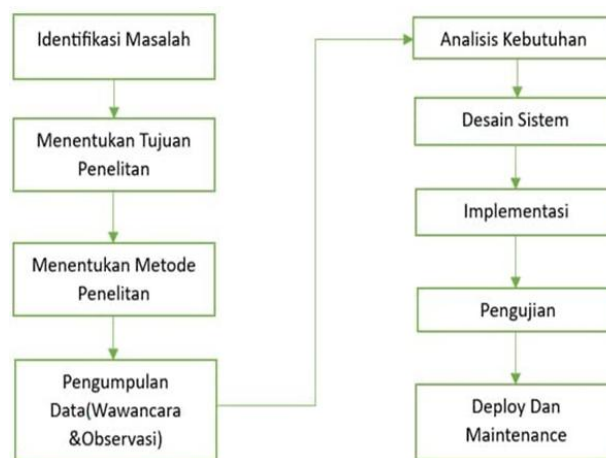 Identifikasi Masalah
Menentukan Tujuan
Penelitan
Menentukan Metode
Penelitan
Pengumpulan
Data(Wawancara
&Observasi)
Analisis Kebutuhan
Desain Sistem
Implementasi
Pengujian
Deploy Dan
Maintenance